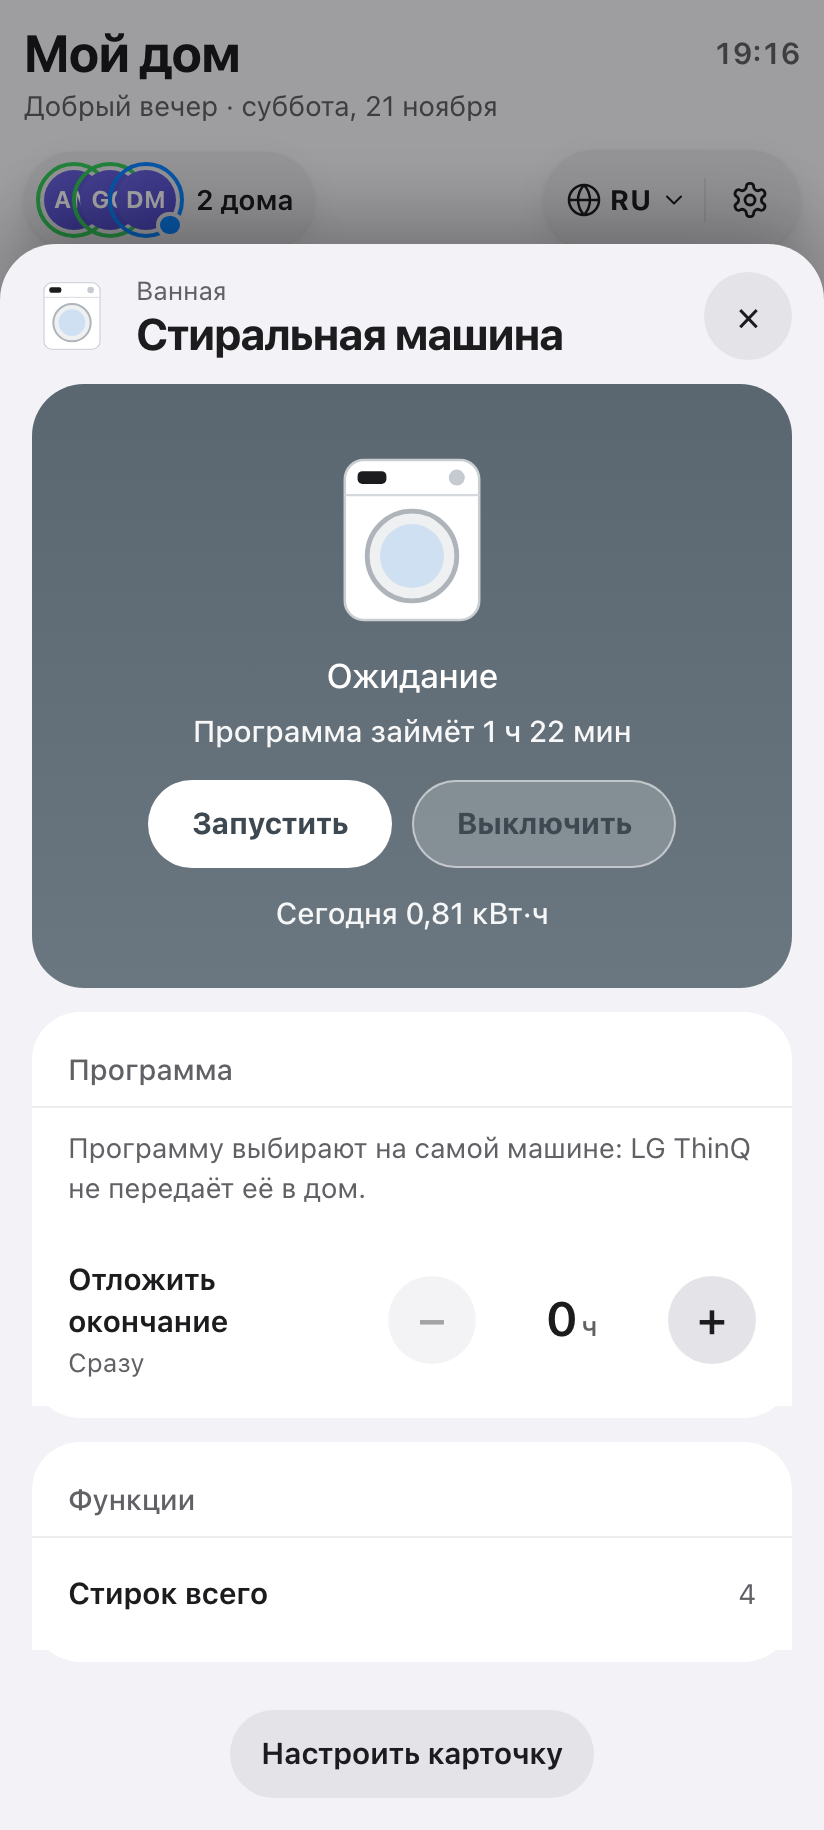 Мой дом
19:16
Добрый вечер · суббота, 21 ноября
DM
2 дома
RU
Ванная
Стиральная машина
Ожидание
Программа займёт 1 ч 22 мин
Запустить
Выключить
Сегодня 0,81 кВт·ч
Программа
Программу выбирают на самой машине: LG ThinQ
не передаёт её в дом.
Отложить
окончание
Сразу
0 ч
Функции
Стирок всего
4
Настроить карточку